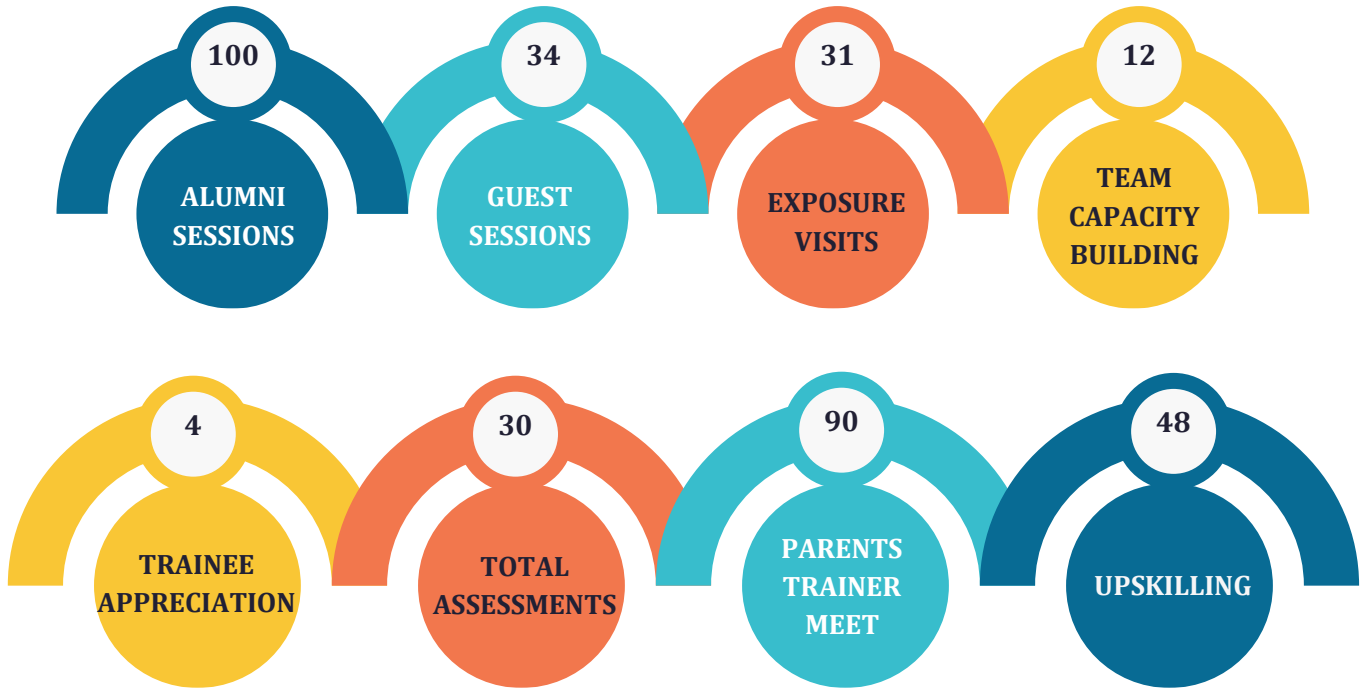 100
ALUMNI
SESSIONS
34
GUEST
SESSIONS
31
EXPOSURE
VISITS
12
TEAM
CAPACITY
BUILDING
4
TRAINEE
APPRECIATION
30
TOTAL
ASSESSMENTS
90
PARENTS
TRAINER
MEET
48
UPSKILLING